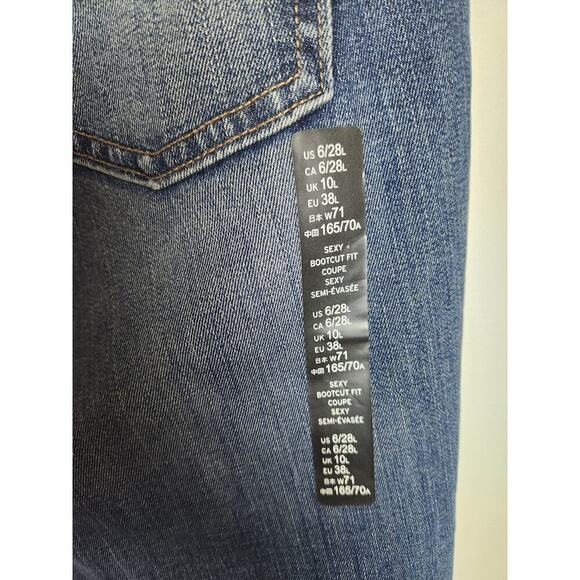 US 6/28L
CA 6/28L
UK 10L
EU 38L
日本 W71
中国 165/70A
SEXY
BOOTCUT FIT
COUPE
SEXY
SEMI-ÉVASÉE
US 6/28L
CA 6/28L
UK 10L
EU 38L
日本 W71
中国 165/70A
SEXY
BOOTCUT FIT
COUPE
SEXY
SEMI-ÉVASÉE
US 6/28L
CA 6/28L
UK 10L
EU 38L
日本 W71
中国 165/70A